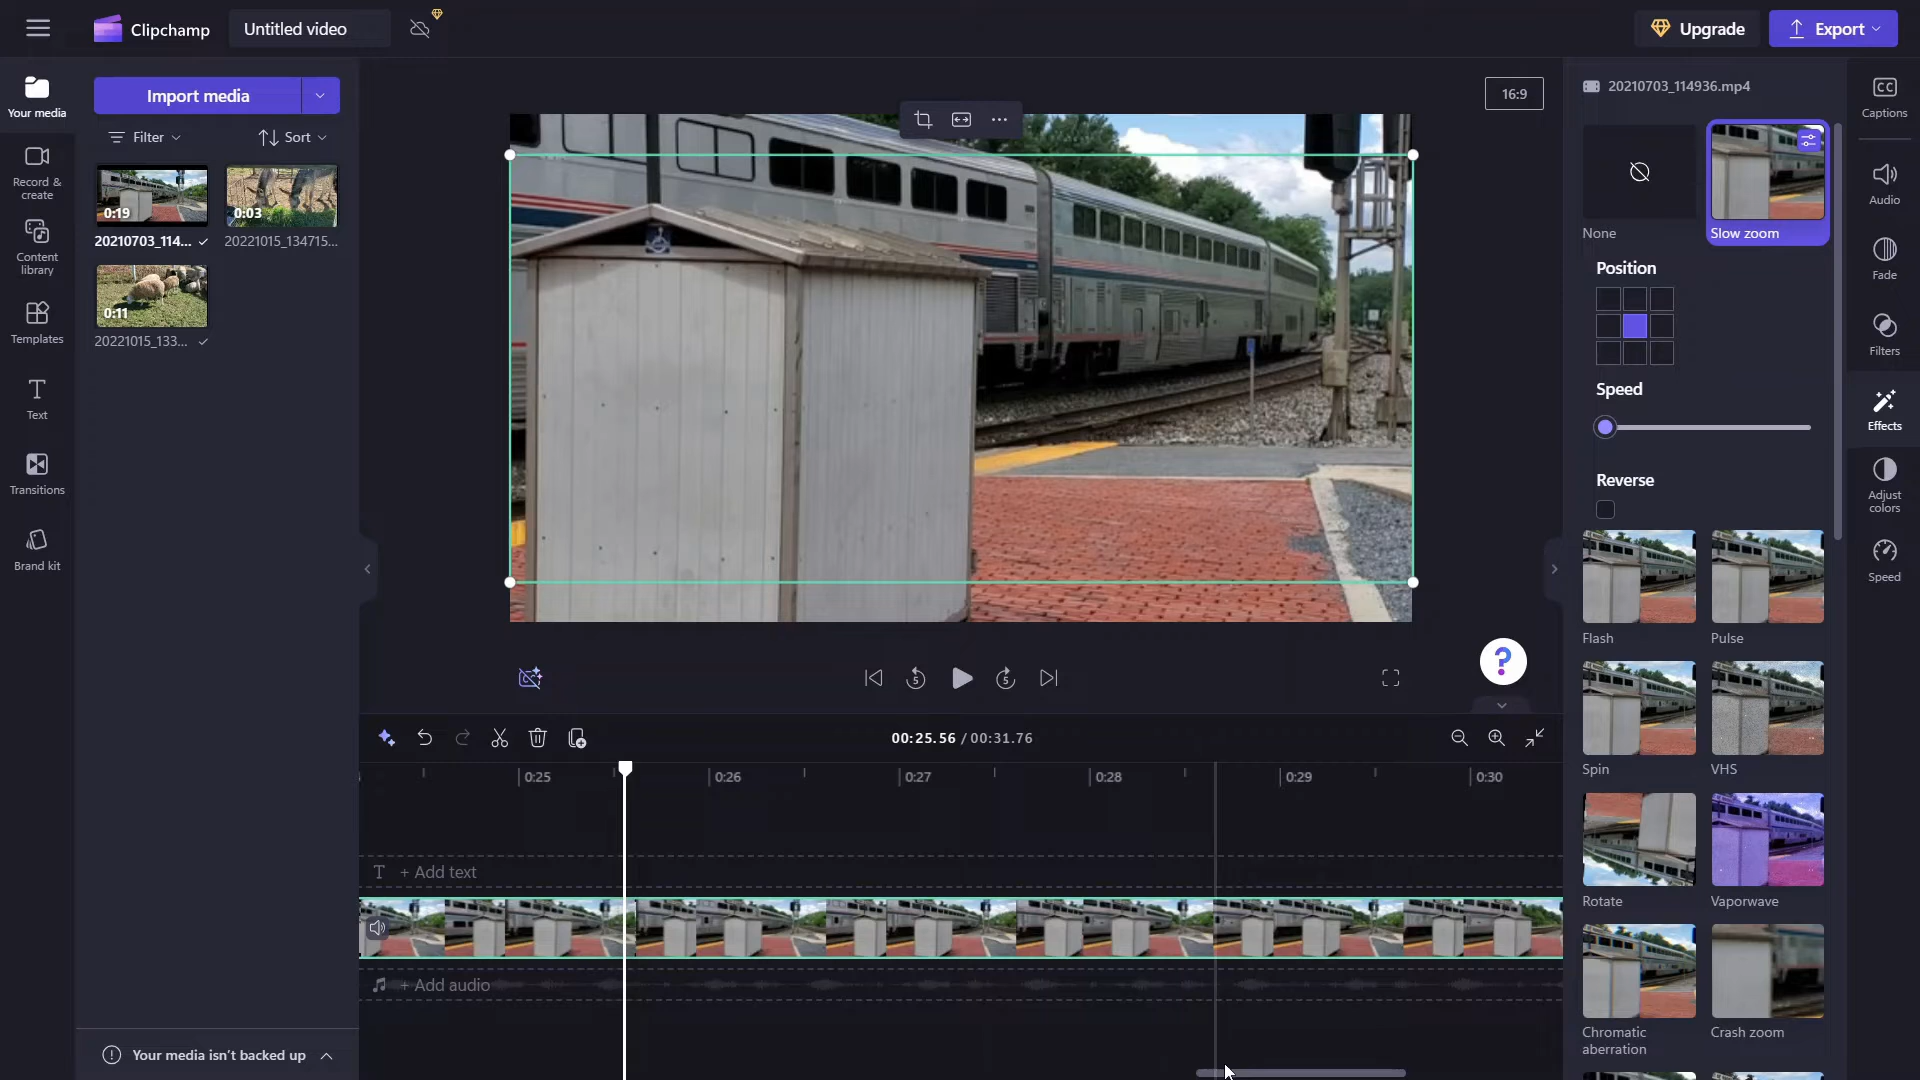 Clipchamp
Untitled video
Upgrade
Export
Your media
Record &
create
Content
library
Templates
Text
Transitions
Brand kit
Import media
Filter
Sort
0:19
20210703_114...
0:03
20221015_134715...
0:11
20221015_133...
Your media isn't backed up
16:9
5
5
?
00:25.56 / 00:31.76
0:25
0:26
0:27
0:28
0:29
0:30
T + Add text
+ Add audio
20210703_114936.mp4
None
Slow zoom
Position
Speed
Reverse
Flash
Pulse
Spin
VHS
Rotate
Vaporwave
Chromatic
aberration
Crash zoom
CC
Captions
Audio
Fade
Filters
Effects
Adjust
colors
Speed